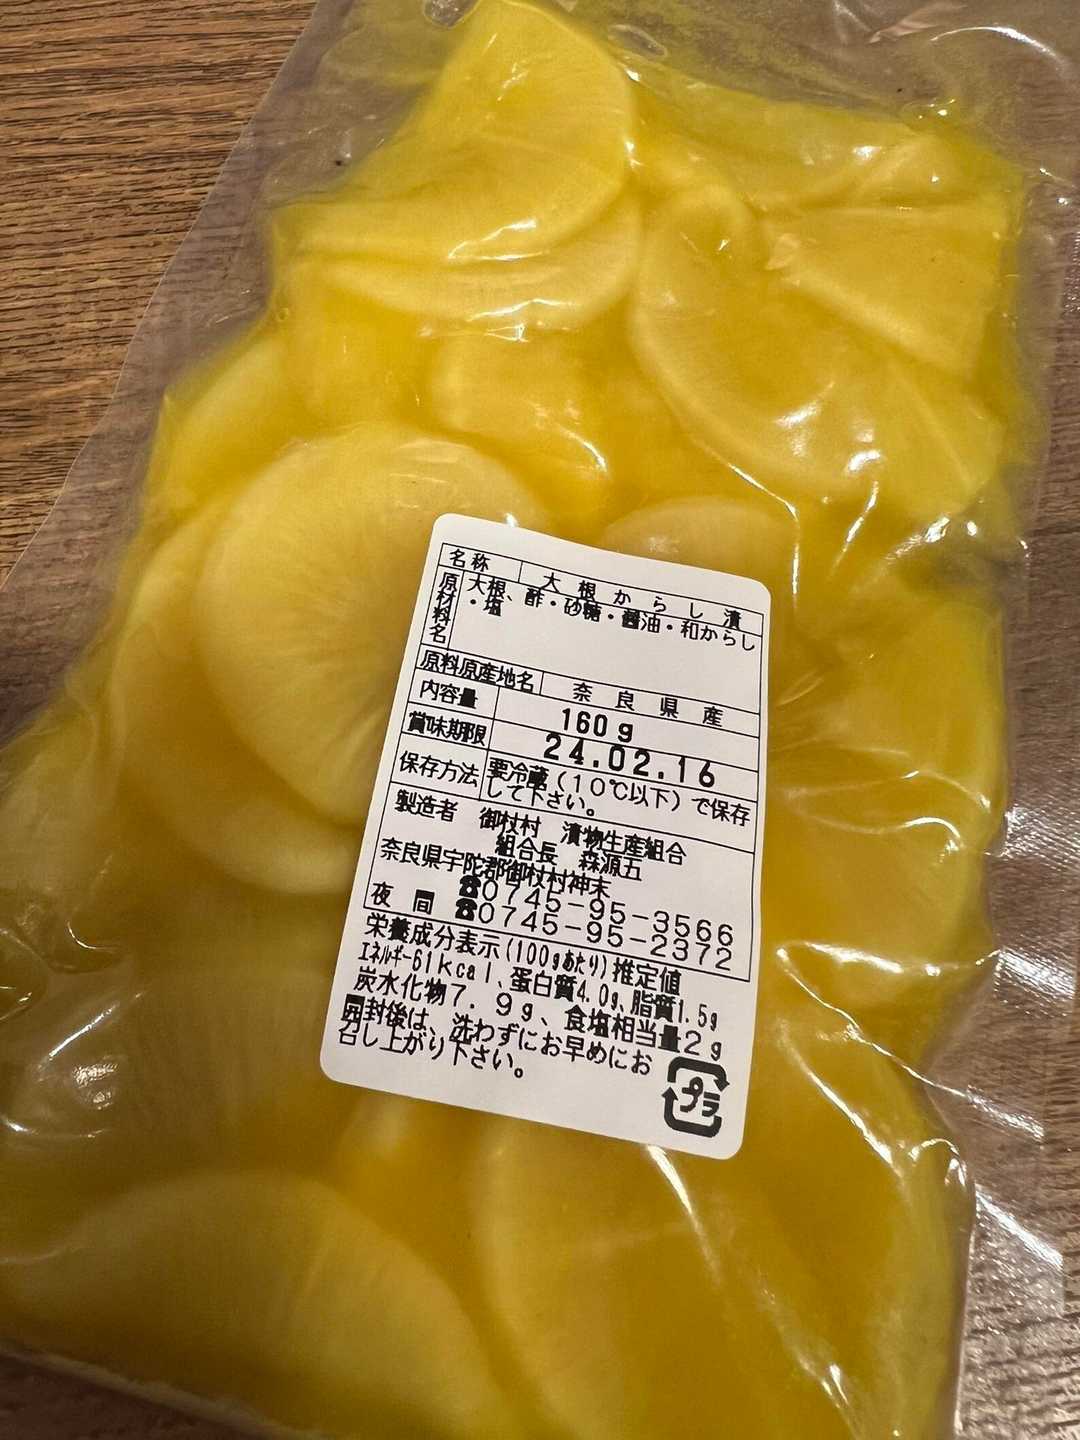 名称 大根からし漬
原材料名 大根、酢・砂糖・醤油・和からし
・塩
原料原産地名 奈良県産
内容量 160g
賞味期限 24.02.16
保存方法 要冷蔵(10℃以下)で保存
して下さい。
製造者 御杖村 漬物生産組合
組合長 森源五
奈良県宇陀郡御杖村神末
☎0745-95-3566
夜間 ☎0745-95-2372
栄養成分表示(100gあたり)推定値
エネルギー61kcal、蛋白質4.0g、脂質1.5g
炭水化物7.9g、食塩相当量2g
開封後は、洗わずにお早めにお
召し上がり下さい。
プラ